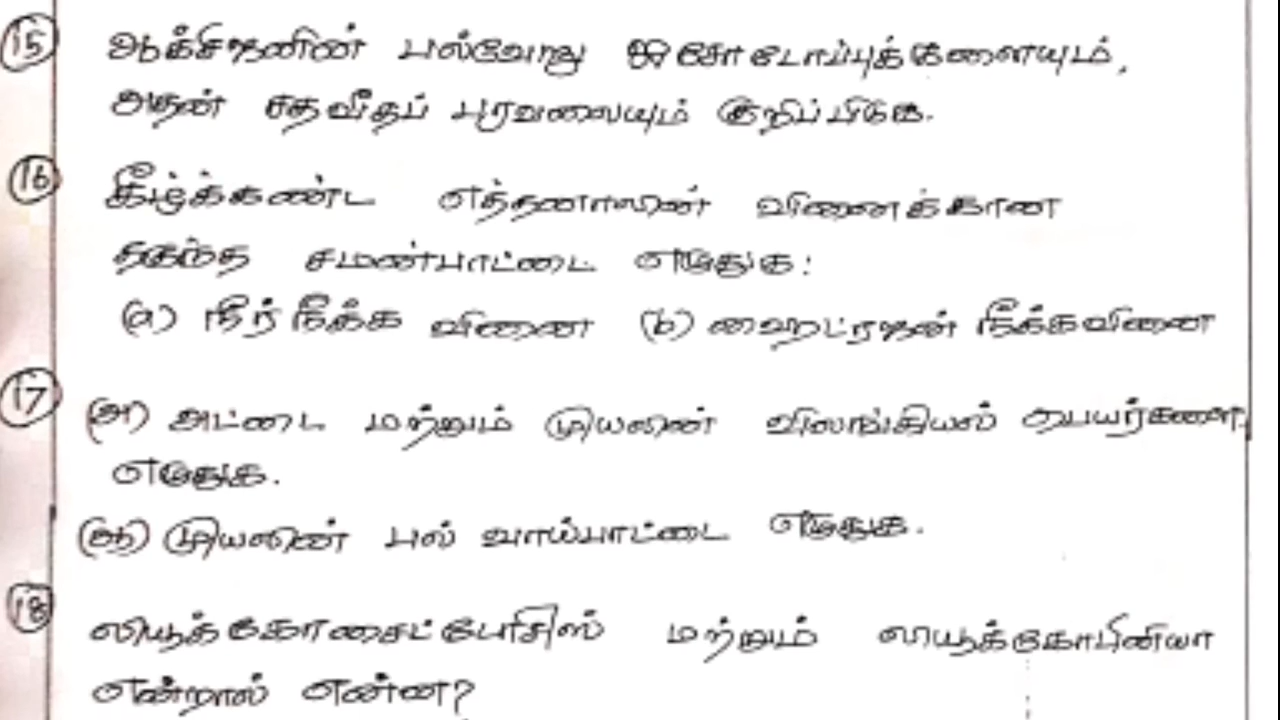 15 ஆக்சிஜனின் பல்வேறு ஐசோடோப்புக்களையும்,
அதன் சதவீதப் பரவலையும் குறிப்பிடுக.
16 கீழ்க்கண்ட எத்தனாலின் வினைக்கான
தகுந்த சமன்பாட்டை எழுதுக:
(a) நீர் நீக்க வினை (b) ஹைட்ரஜன் நீக்கவினை
17 (அ) அட்டை மற்றும் முயலின் விலங்கியல் பெயர்களை
எழுதுக.
(ஆ) முயலின் பல் வாய்பாட்டை எழுதுக.
18 லியூக்கோசைட்டோசிஸ் மற்றும் லியூக்கோபினியா
என்றால் என்ன?